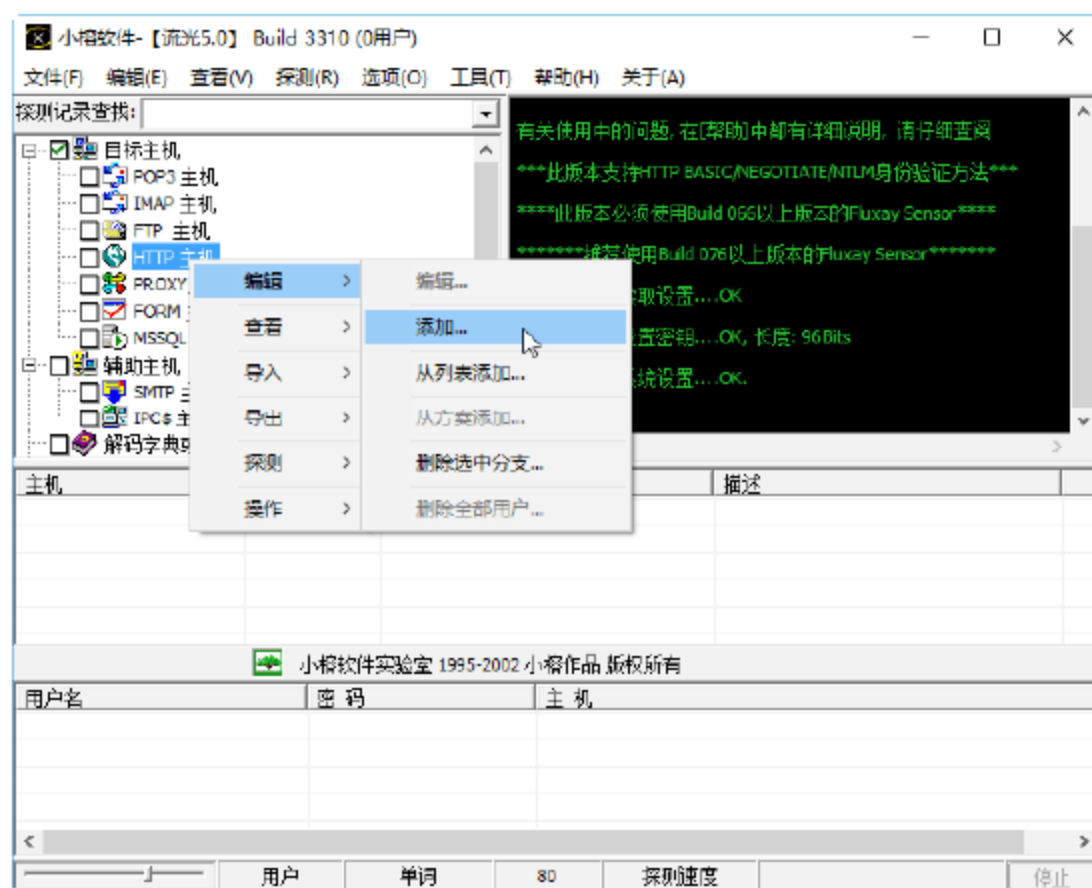 小榕软件-【流光5.0】 Build 3310 (0用户)
文件(F) 编辑(E) 查看(V) 探测(R) 选项(O) 工具(T) 帮助(H) 关于(A)
探测记录查找:
目标主机
POP3 主机
IMAP 主机
FTP 主机
HTTP 主机
PROXY
FORM
MSSQL
辅助主机
SMTP
IPC$ 主
解码字典或
有关使用中的问题, 在[帮助]中都有详细说明, 请仔细查阅
***此版本支持HTTP BASIC/NEGOTIATE/NTLM身份验证方法***
****此版本必须使用Build 066以上版本的Fluxay Sensor****
*******推荐使用Build 076以上版本的Fluxay Sensor*******
取设置....OK
置密钥....OK, 长度: 96Bits
统设置....OK.
编辑
查看
导入
导出
探测
操作
编辑...
添加...
从列表添加...
从方案添加...
删除选中分支...
删除全部用户...
主机 描述
小榕软件实验室 1995-2002 小榕作品 版权所有
用户名 密 码 主 机
用户 单词 80 探测速度 停止